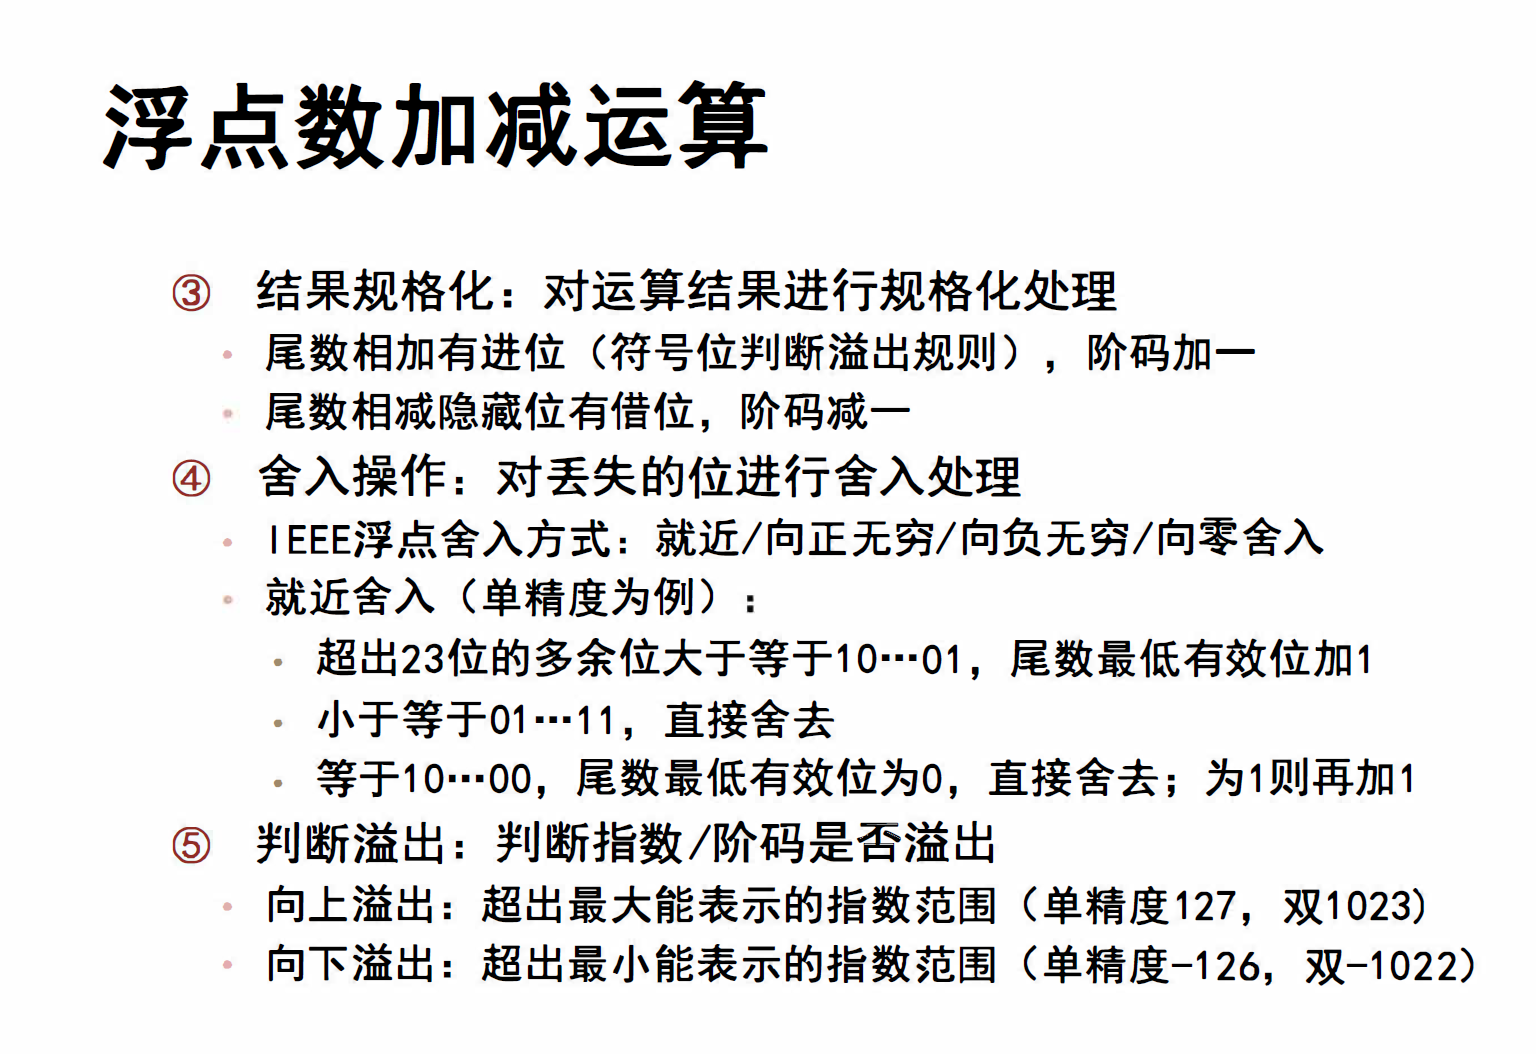 浮点数加减运算
③ 结果规格化：对运算结果进行规格化处理
• 尾数相加有进位（符号位判断溢出规则），阶码加一
• 尾数相减隐藏位有借位，阶码减一
④ 舍入操作：对丢失的位进行舍入处理
• IEEE浮点舍入方式：就近/向正无穷/向负无穷/向零舍入
• 就近舍入（单精度为例）：
• 超出23位的多余位大于等于10…01，尾数最低有效位加1
• 小于等于01…11，直接舍去
• 等于10…00，尾数最低有效位为0，直接舍去；为1则再加1
⑤ 判断溢出：判断指数/阶码是否溢出
• 向上溢出：超出最大能表示的指数范围（单精度127，双1023）
• 向下溢出：超出最小能表示的指数范围（单精度-126，双-1022）